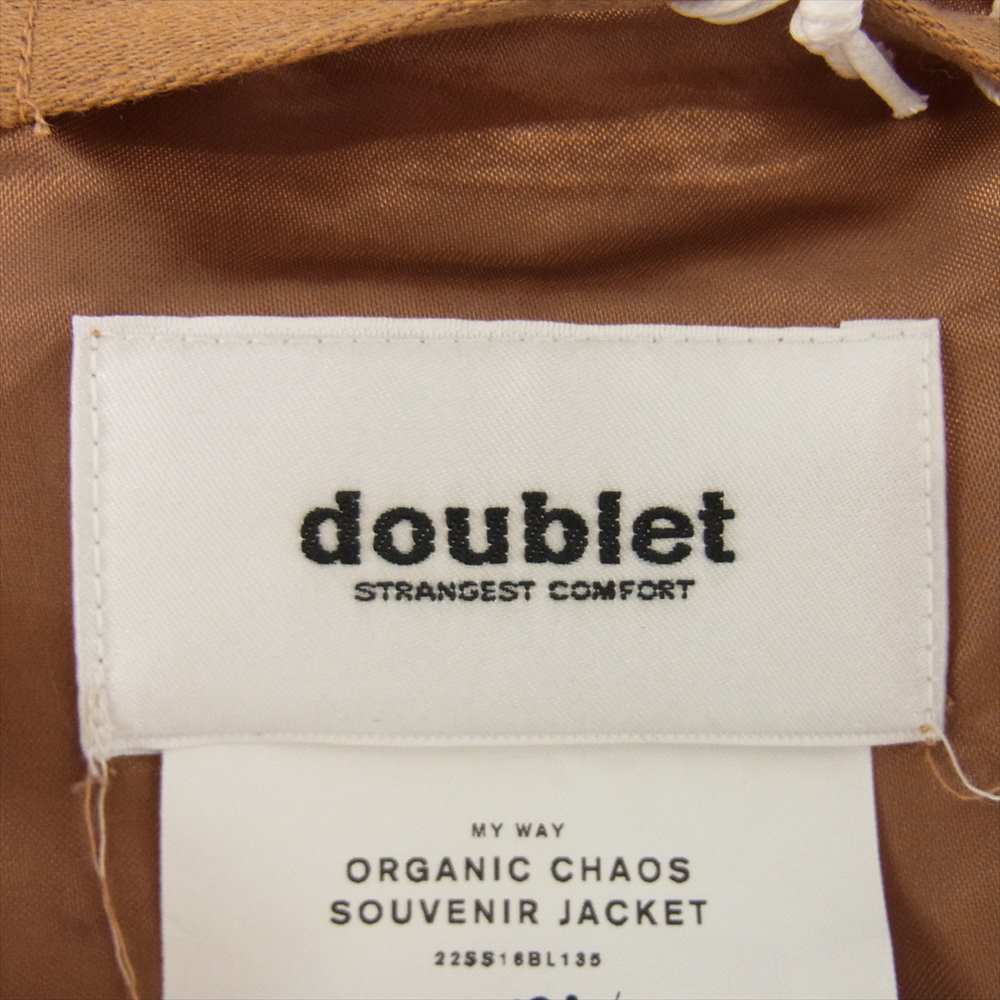 doublet
STRANGEST COMFORT
MY WAY
ORGANIC CHAOS
SOUVENIR JACKET
22SS16BL135